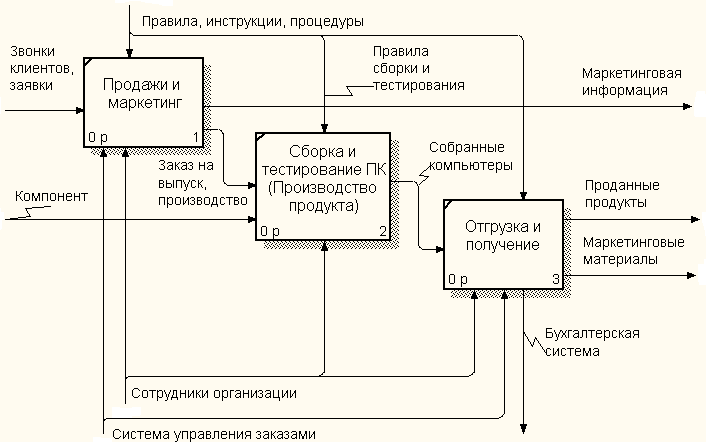 Правила, инструкции, процедуры
Звонки
клиентов,
заявки
Правила
сборки и
тестирования
Продажи и
маркетинг
0 р 1
Маркетинговая
информация
Сборка и
тестирование ПК
(Производство
продукта)
0 р 2
Собранные
компьютеры
Заказ на
выпуск,
производство
Компонент
Проданные
продукты
Отгрузка и
получение
0 р 3
Маркетинговые
материалы
Бухгалтерская
система
Сотрудники организации
Система управления заказами